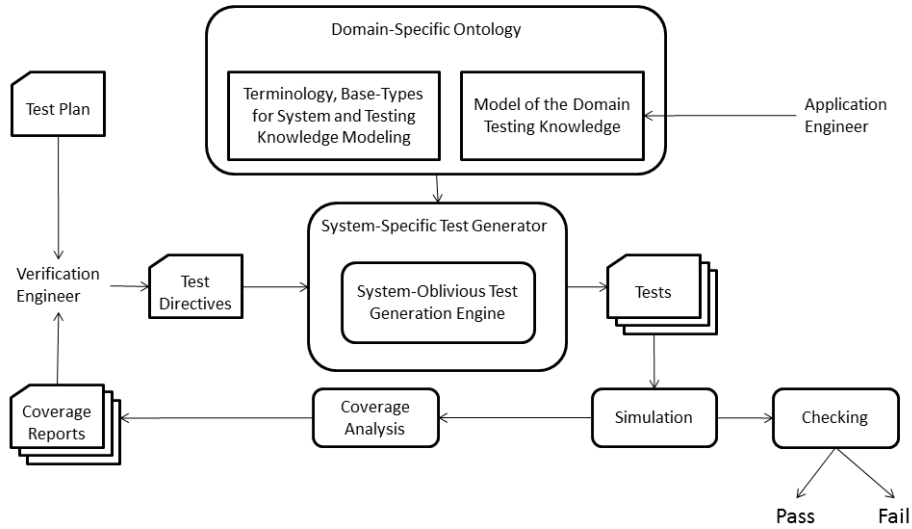 Domain-Specific Ontology
Test Plan
Terminology, Base-Types
for System and Testing
Knowledge Modeling
Model of the Domain
Testing Knowledge
Application
Engineer
System-Specific Test Generator
Verification
Engineer
Test
Directives
System-Oblivious Test
Generation Engine
Tests
Coverage
Reports
Coverage
Analysis
Simulation
Checking
Pass
Fail